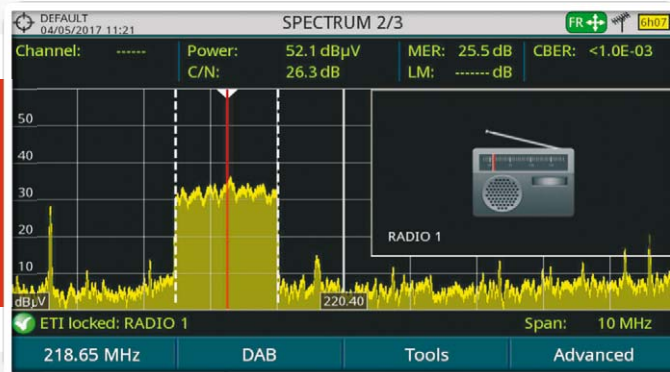 DEFAULT
04/05/2017 11:21
SPECTRUM 2/3
FR
6h07
Channel: ------ Power: 52.1 dBµV MER: 25.5 dB CBER: <1.0E-03
C/N: 26.3 dB LM: ------- dB
50
40
30
20
10
dBµV
220.40
RADIO 1
ETI locked: RADIO 1
Span: 10 MHz
218.65 MHz DAB Tools Advanced